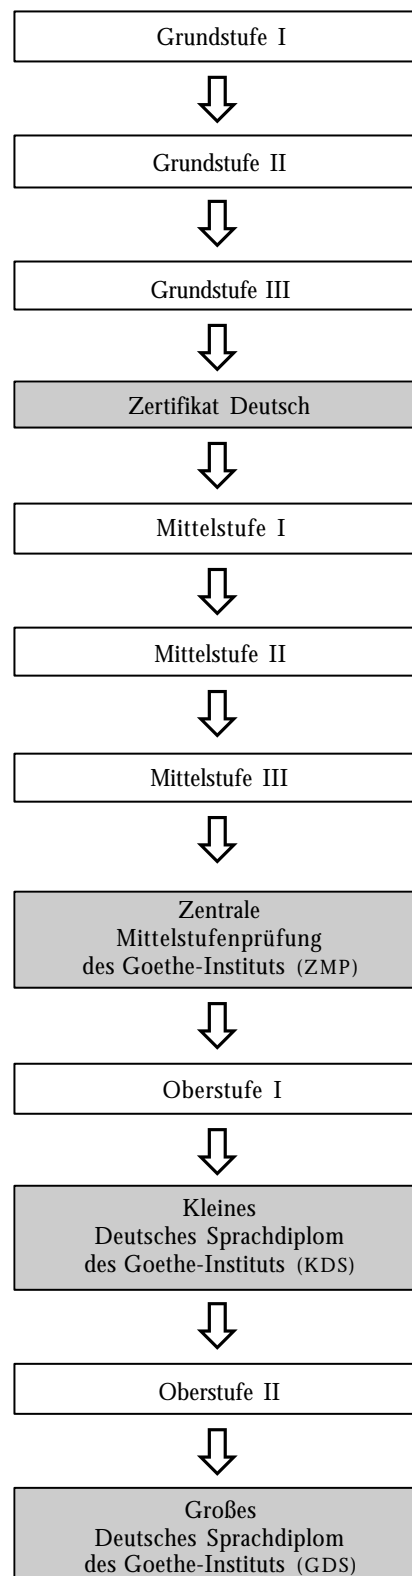 Grundstufe I
Grundstufe II
Grundstufe III
Zertifikat Deutsch
Mittelstufe I
Mittelstufe II
Mittelstufe III
Zentrale
Mittelstufenprüfung
des Goethe-Instituts (ZMP)
Oberstufe I
Kleines
Deutsches Sprachdiplom
des Goethe-Instituts (KDS)
Oberstufe II
Großes
Deutsches Sprachdiplom
des Goethe-Instituts (GDS)